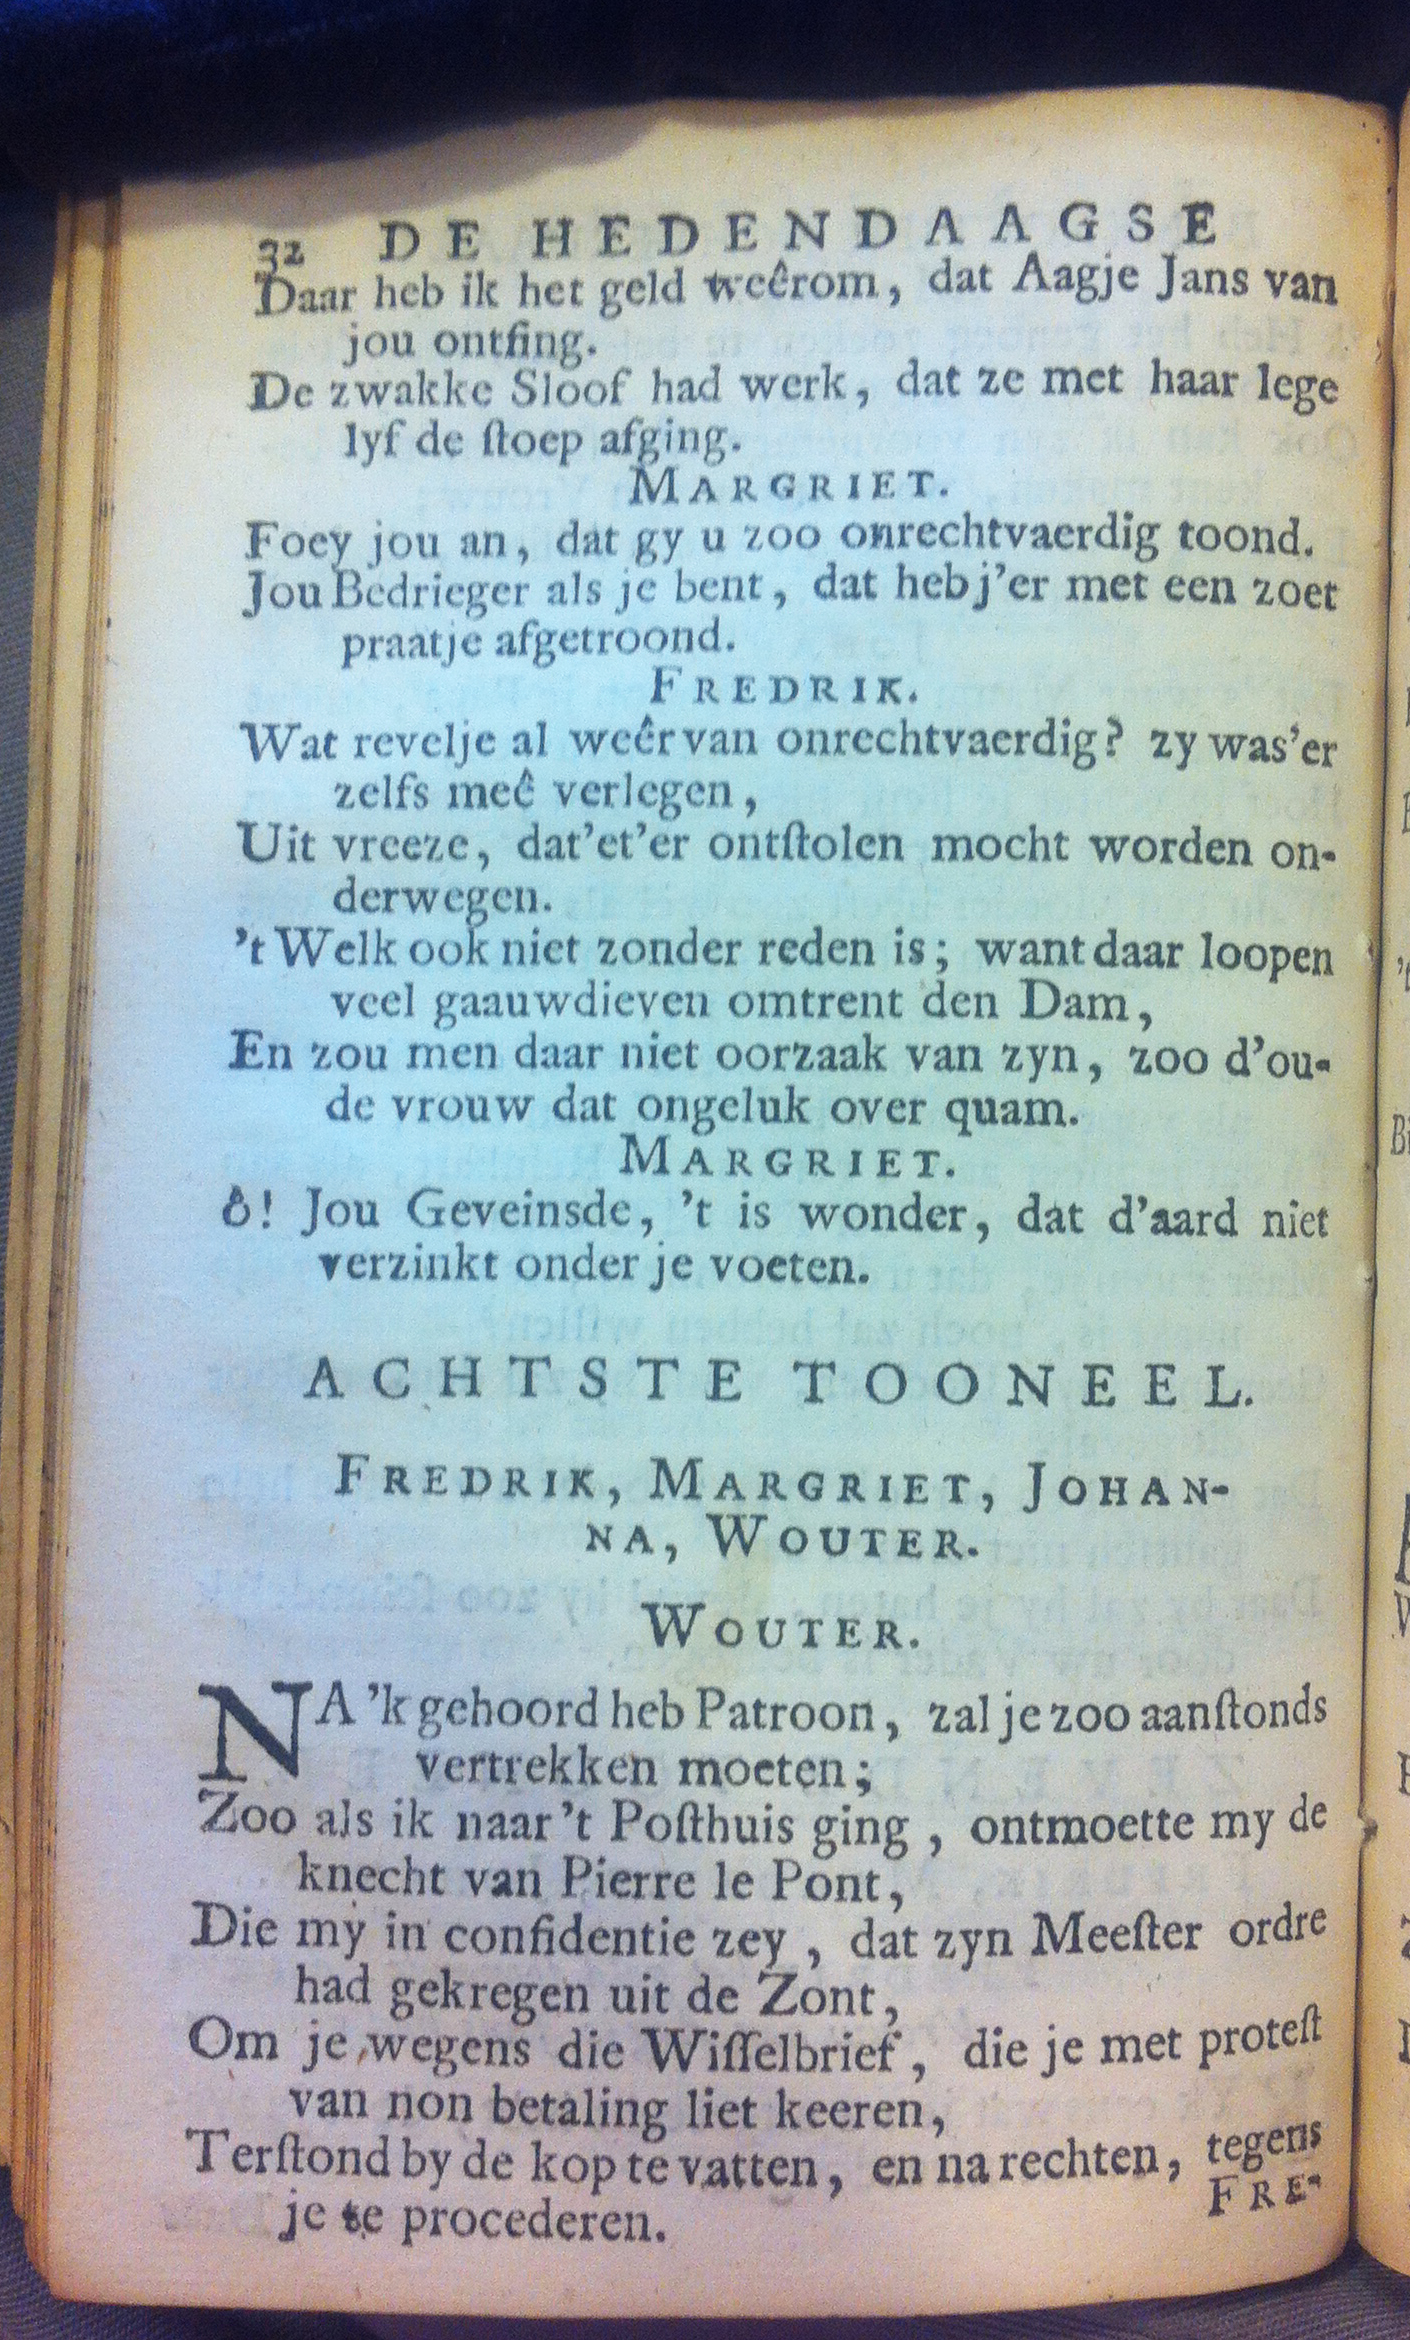 32 DE HEDENDAAGSE
Daar heb ik het geld weêrom, dat Aagje Jans van
jou ontfing.
De zwakke Sloof had werk, dat ze met haar lege
lyf de ſtoep afging.
MARGRIET.
Foey jou an, dat gy u zoo onrechtvaerdig toond.
Jou Bedrieger als je bent, dat heb j'er met een zoet
praatje afgetroond.
FREDRIK.
Wat revelje al weêr van onrechtvaerdig? zy was'er
zelfs meê verlegen,
Uit vreeze, dat'et'er ontſtolen mocht worden on-
derwegen.
't Welk ook niet zonder reden is; want daar loopen
veel gaauwdieven omtrent den Dam,
En zou men daar niet oorzaak van zyn, zoo d'ou-
de vrouw dat ongeluk over quam.
MARGRIET.
ô! Jou Geveinsde, 't is wonder, dat d'aard niet
verzinkt onder je voeten.
ACHTSTE TOONEEL.
FREDRIK, MARGRIET, JOHAN-
NA, WOUTER.
WOUTER.
NA 'k gehoord heb Patroon, zal je zoo aanſtonds
vertrekken moeten;
Zoo als ik naar 't Poſthuis ging, ontmoette my de
knecht van Pierre le Pont,
Die my in confidentie zey, dat zyn Meeſter ordre
had gekregen uit de Zont,
Om je wegens die Wiſſelbrief, die je met proteſt
van non betaling liet keeren,
Terſtond by de kop te vatten, en na rechten, tegens
je te procederen.
FRE-